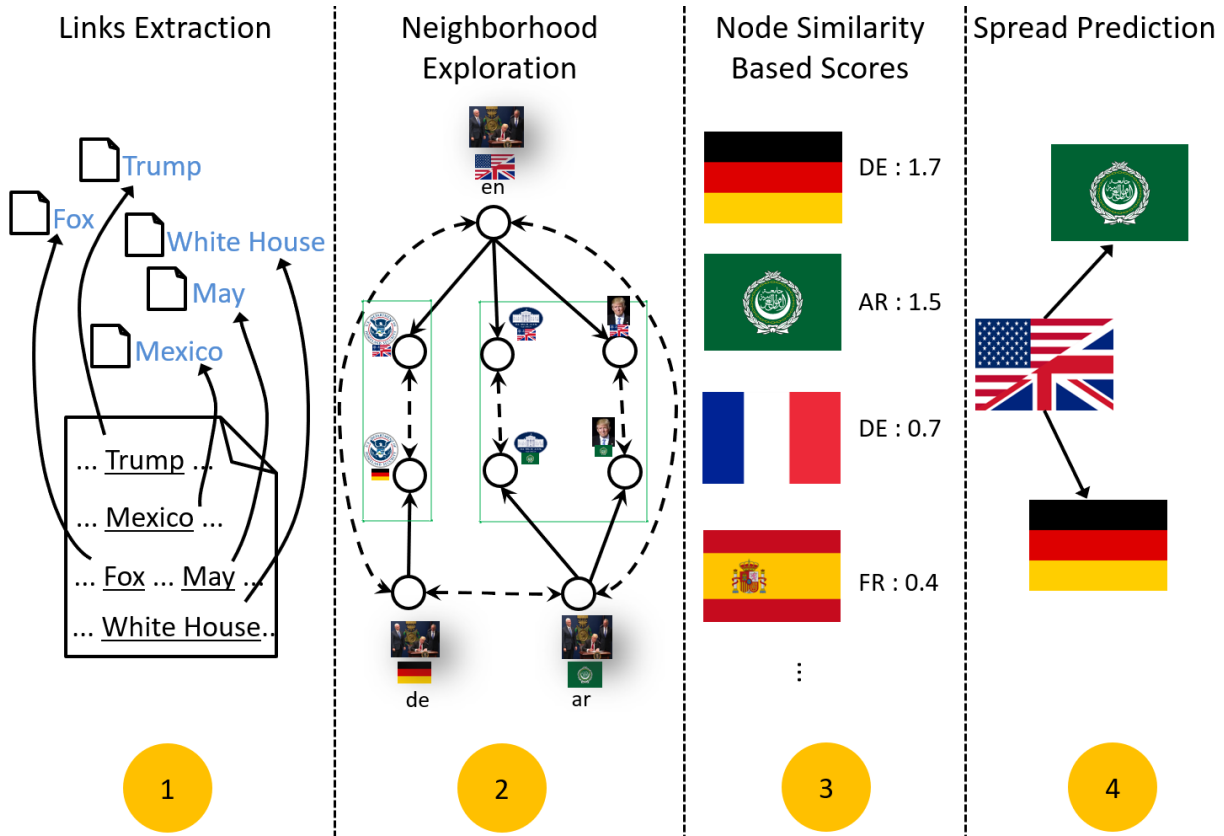 Links Extraction
Trump
Fox
White House
May
Mexico
... Trump ...
... Mexico ...
... Fox ... May ...
... White House..
1
Neighborhood
Exploration
en
de
ar
2
Node Similarity
Based Scores
DE : 1.7
AR : 1.5
DE : 0.7
FR : 0.4
...
3
Spread Prediction
4